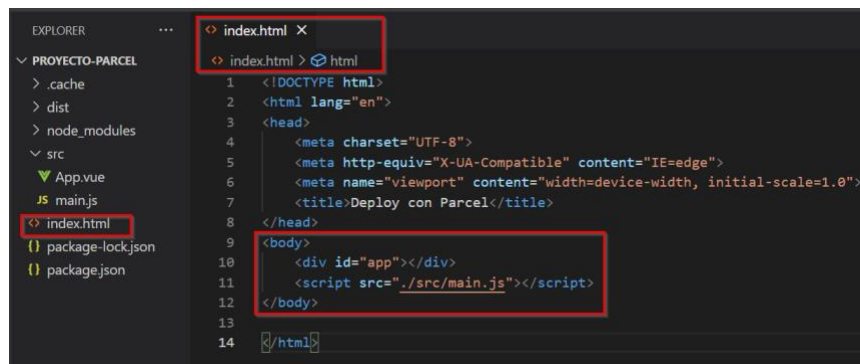 EXPLORER ...
PROYECTO-PARCEL
.cache
dist
node_modules
src
App.vue
JS main.js
<> index.html
{} package-lock.json
{} package.json
<> index.html X
<> index.html > html
1 <!DOCTYPE html>
2 <html lang="en">
3 <head>
4 <meta charset="UTF-8">
5 <meta http-equiv="X-UA-Compatible" content="IE=edge">
6 <meta name="viewport" content="width=device-width, initial-scale=1.0">
7 <title>Deploy con Parcel</title>
8 </head>
9 <body>
10 <div id="app"></div>
11 <script src="./src/main.js"></script>
12 </body>
13
14 </html>